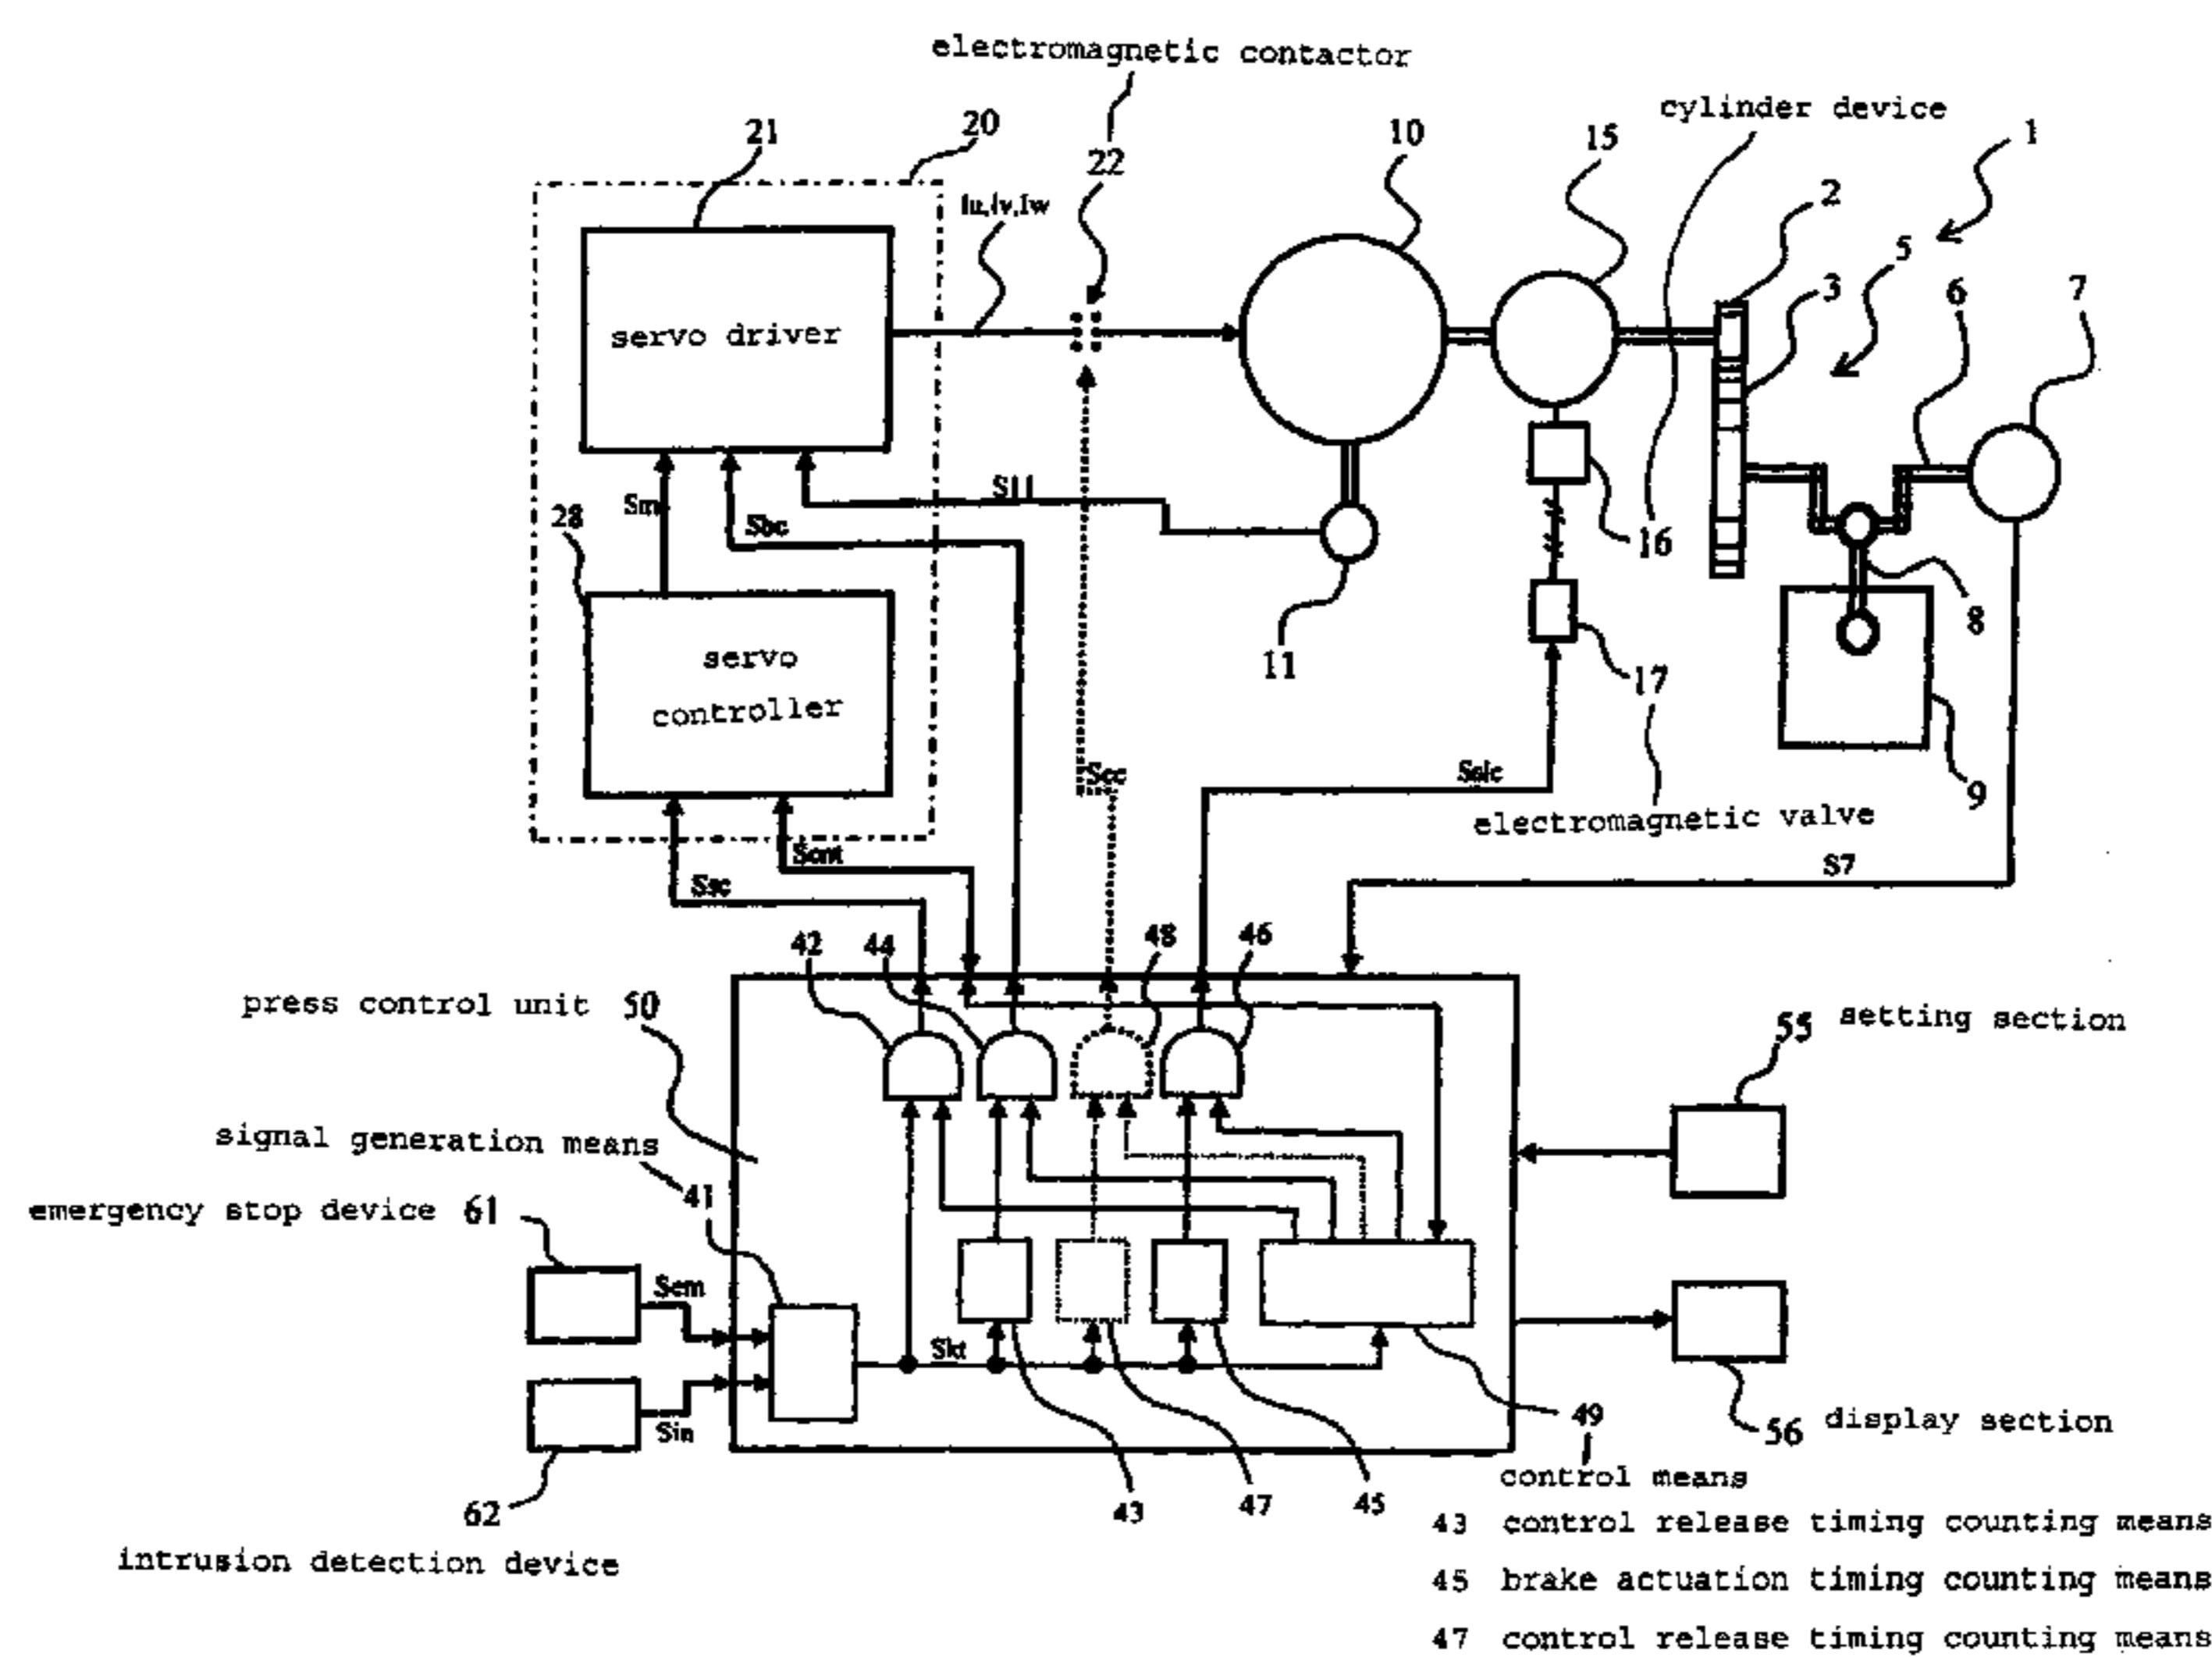 electromagnetic contactor
cylinder device
21
20
22
10
15
1
2
Iu,Iv,Iw
5
3
6
7
servo driver
S11
Sm
Sbc
28
16
8
11
servo
controller
17
Scc
Sslc
9
electromagnetic valve
Scnt
Ssc
S7
42
44
48
46
press control unit 50
55 setting section
signal generation means
41
emergency stop device 61
Sem
Skt
Sin
49
56 display section
62
43
47
45
control means
intrusion detection device
43 control release timing counting means
45 brake actuation timing counting means
47 control release timing counting means